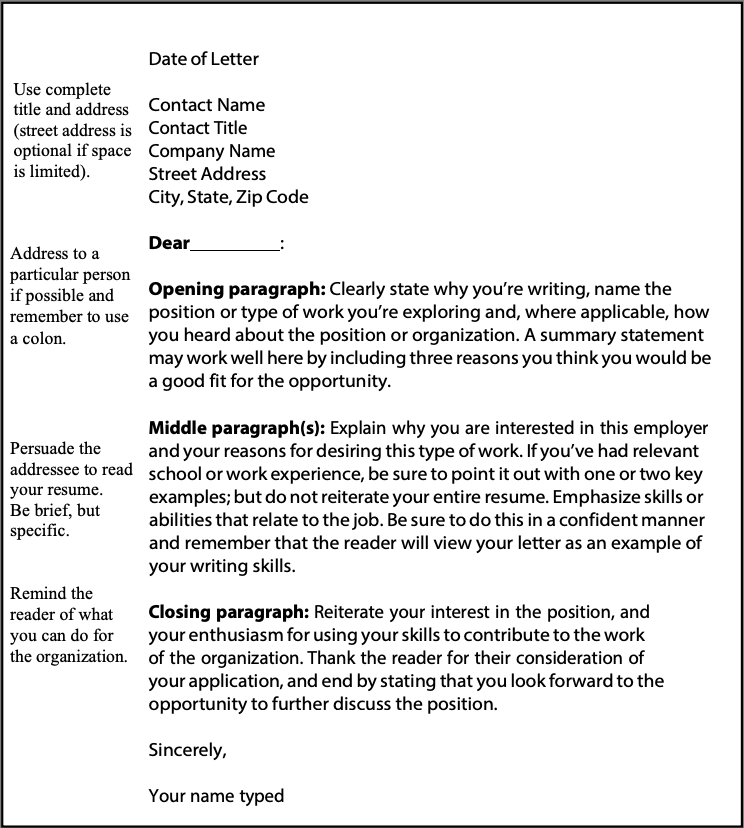 Date of Letter
Use complete
title and address
(street address is
optional if space
is limited).
Contact Name
Contact Title
Company Name
Street Address
City, State, Zip Code
Dear__________:
Address to a
particular person
if possible and
remember to use
a colon.
Opening paragraph: Clearly state why you’re writing, name the
position or type of work you’re exploring and, where applicable, how
you heard about the position or organization. A summary statement
may work well here by including three reasons you think you would be
a good fit for the opportunity.
Persuade the
addressee to read
your resume.
Be brief, but
specific.
Middle paragraph(s): Explain why you are interested in this employer
and your reasons for desiring this type of work. If you’ve had relevant
school or work experience, be sure to point it out with one or two key
examples; but do not reiterate your entire resume. Emphasize skills or
abilities that relate to the job. Be sure to do this in a confident manner
and remember that the reader will view your letter as an example of
your writing skills.
Remind the
reader of what
you can do for
the organization.
Closing paragraph: Reiterate your interest in the position, and
your enthusiasm for using your skills to contribute to the work
of the organization. Thank the reader for their consideration of
your application, and end by stating that you look forward to the
opportunity to further discuss the position.
Sincerely,
Your name typed